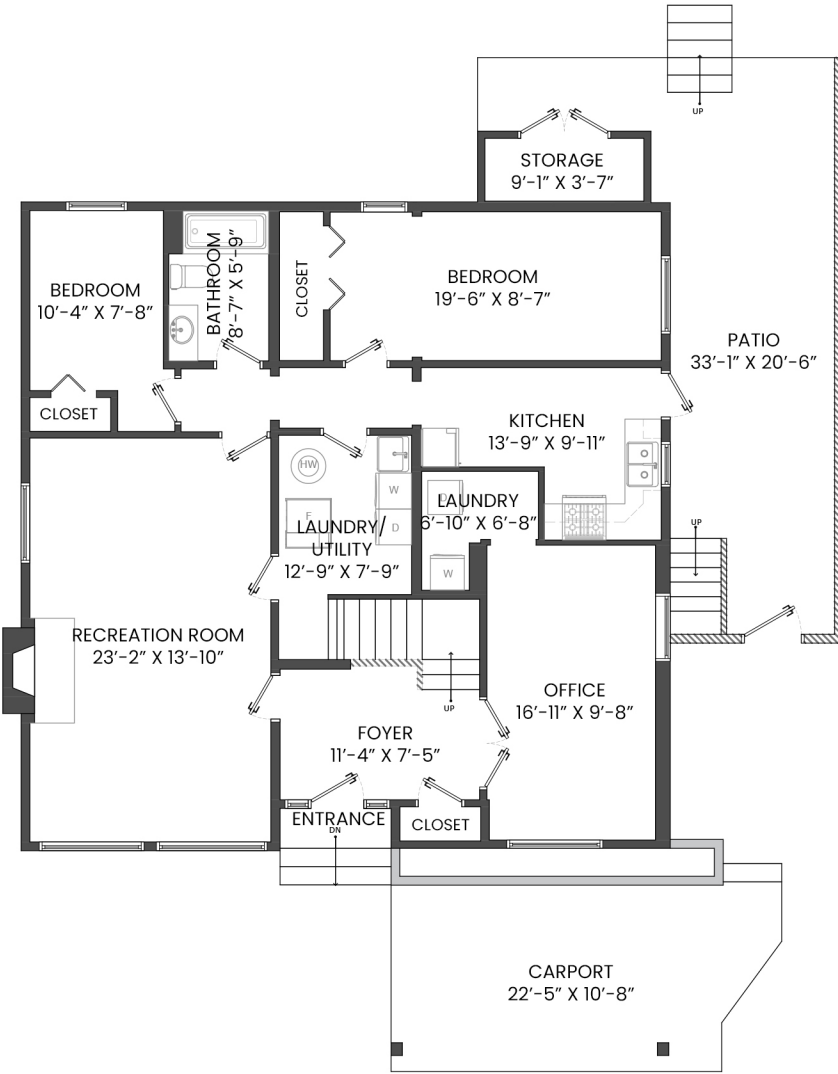 UP
STORAGE
9'-1" X 3'-7"
BEDROOM
10'-4" X 7'-8"
BATHROOM
8'-7" X 5'-9"
CLOSET
BEDROOM
19'-6" X 8'-7"
PATIO
33'-1" X 20'-6"
CLOSET
KITCHEN
13'-9" X 9'-11"
HW
W
F
D
LAUNDRY/
UTILITY
12'-9" X 7'-9"
D
LAUNDRY
6'-10" X 6'-8"
W
UP
RECREATION ROOM
23'-2" X 13'-10"
OFFICE
16'-11" X 9'-8"
UP
FOYER
11'-4" X 7'-5"
ENTRANCE
DN
CLOSET
CARPORT
22'-5" X 10'-8"